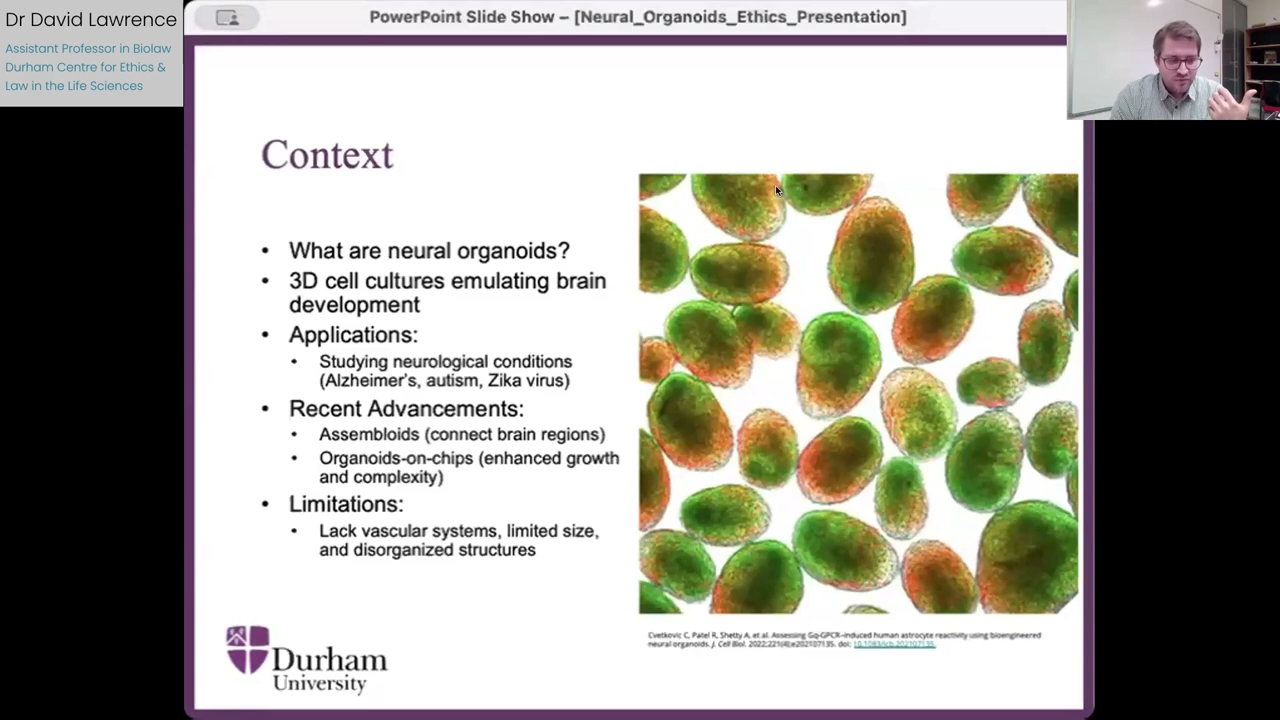 Dr David Lawrence
Assistant Professor in Biolaw
Durham Centre for Ethics &
Law in the Life Sciences
PowerPoint Slide Show – [Neural_Organoids_Ethics_Presentation]
Context
• What are neural organoids?
• 3D cell cultures emulating brain
development
• Applications:
• Studying neurological conditions
(Alzheimer's, autism, Zika virus)
• Recent Advancements:
• Assembloids (connect brain regions)
• Organoids-on-chips (enhanced growth
and complexity)
• Limitations:
• Lack vascular systems, limited size,
and disorganized structures
Cvetkovic C, Patel R, Shetty A, et al. Assessing Gq-GPCR–induced human astrocyte reactivity using bioengineered
neural organoids. J. Cell Biol. 2022;221(4):e202107135. doi: 10.1083/jcb.202107135.
Durham
University